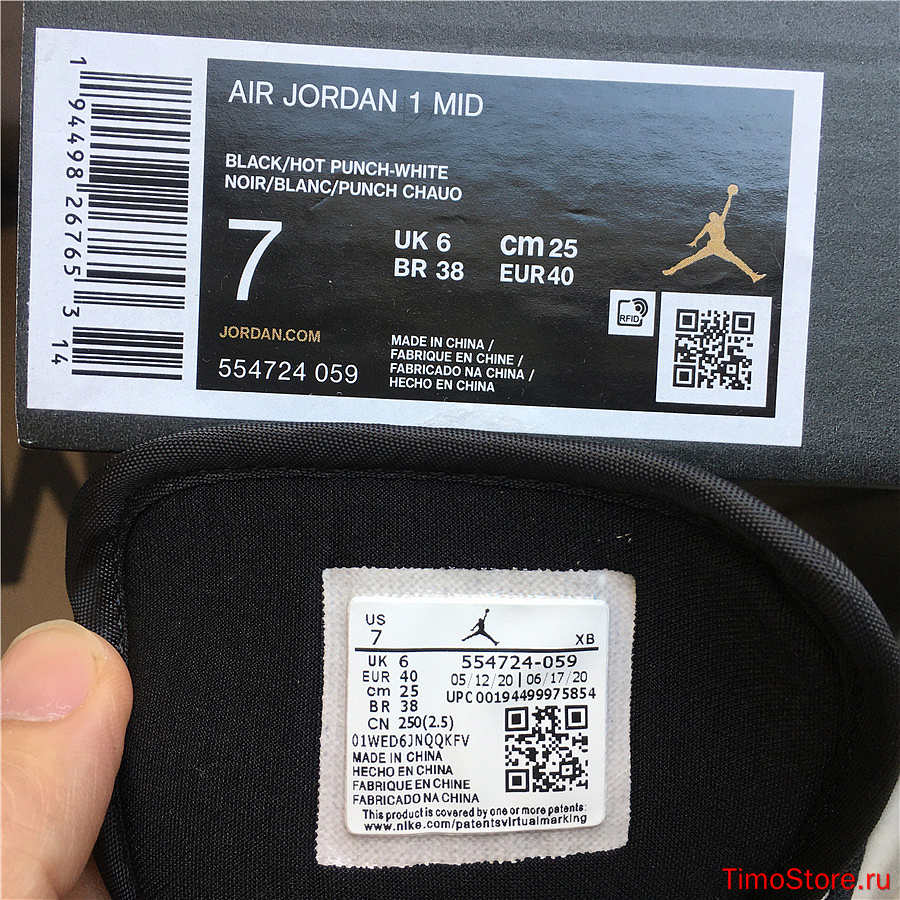 1 94498 26765 3 14
AIR JORDAN 1 MID
BLACK/HOT PUNCH-WHITE
NOIR/BLANC/PUNCH CHAUO
7
UK 6 cm 25
BR 38 EUR 40
RFID
JORDAN.COM
554724 059
MADE IN CHINA /
FABRIQUE EN CHINE /
FABRICADO NA CHINA /
HECHO EN CHINA
US
7
XB
UK 6
EUR 40
cm 25
BR 38
CN 250(2.5)
554724-059
05/12/20 | 06/17/20
UPC00194499975854
01WED6JNQQKFV
MADE IN CHINA
HECHO EN CHINA
FABRIQUE EN CHINE
FABRICADO NA CHINA
This product is covered by one or more patents:
www.nike.com/patentsvirtualmarking
TimoStore.ru